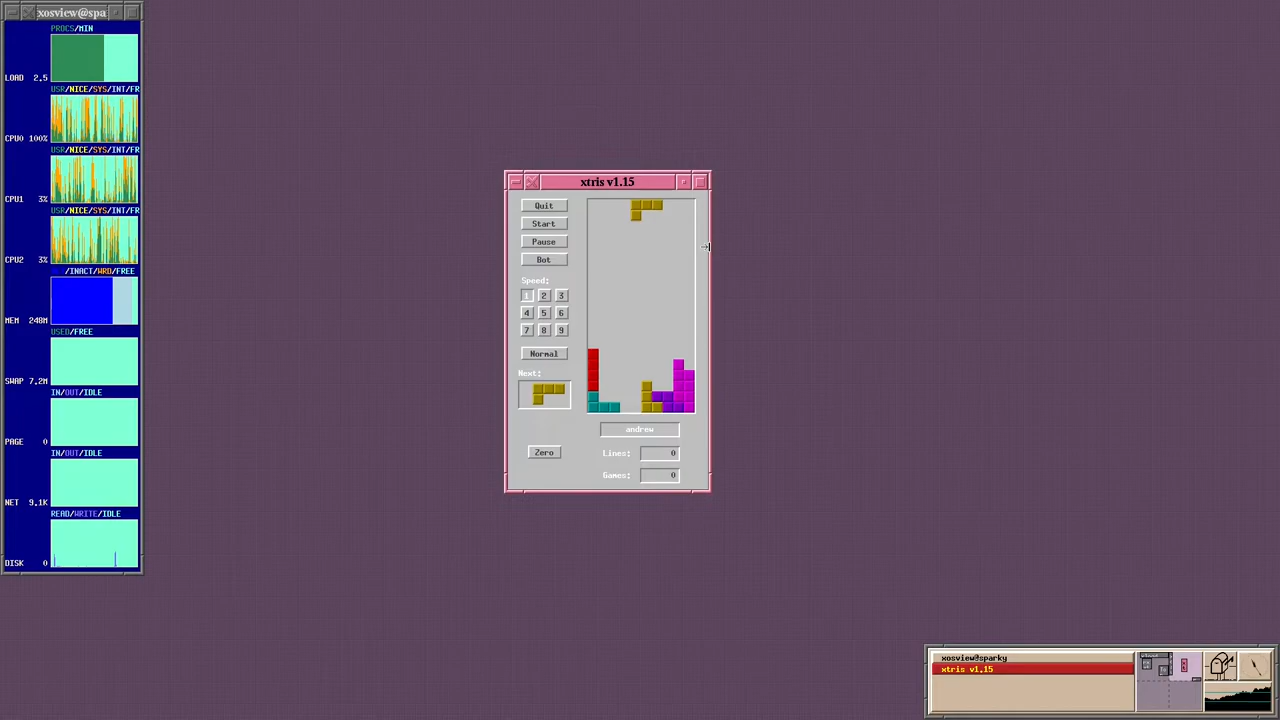 xosview@spa
PROCS/MIN
LOAD 2.5
USR/NICE/SYS/INT/FR
CPU0 100%
USR/NICE/SYS/INT/FR
CPU1 3%
USR/NICE/SYS/INT/FR
CPU2 3%
/INACT/WRD/FREE
MEM 248M
USED/FREE
SWAP 7.2M
IN/OUT/IDLE
PAGE 0
IN/OUT/IDLE
NET 9.1K
READ/WRITE/IDLE
DISK 0
xtris v1.15
Quit
Start
Pause
Bot
Speed:
1 2 3
4 5 6
7 8 9
Normal
Next:
andrew
Zero
Lines: 0
Games: 0
xosview@sparky
xtris v1.15